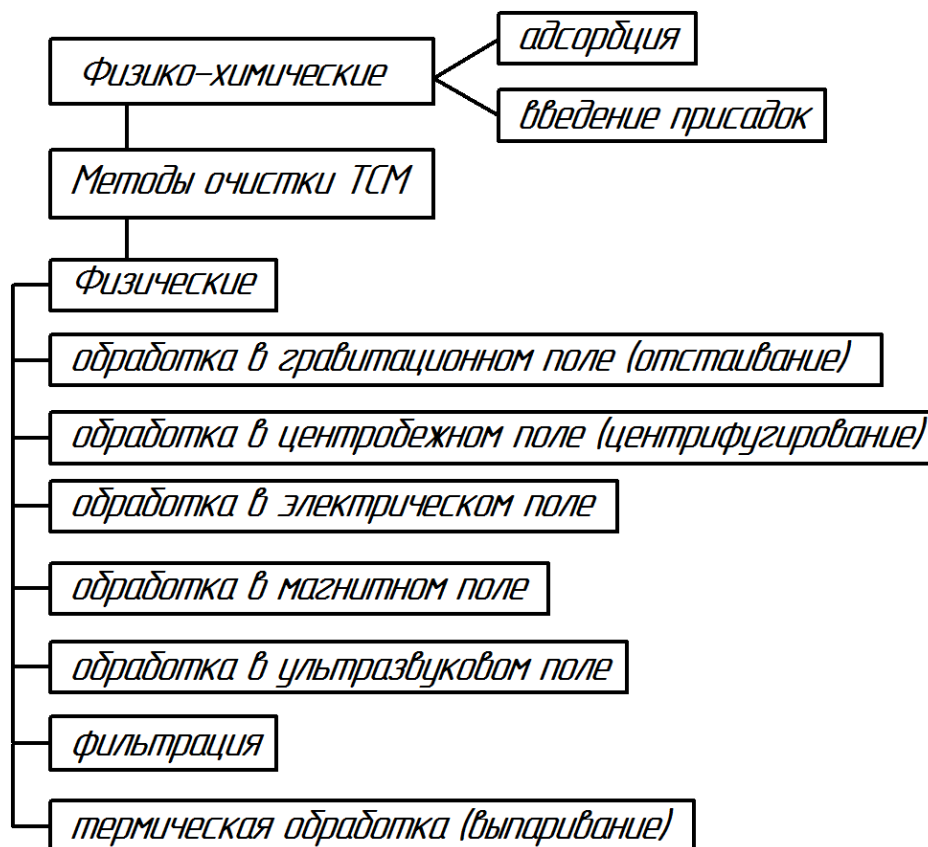 адсорбция
Физико-химические
введение присадок
Методы очистки ТСМ
Физические
обработка в гравитационном поле (отстаивание)
обработка в центробежном поле (центрифугирование)
обработка в электрическом поле
обработка в магнитном поле
обработка в ультразвуковом поле
фильтрация
термическая обработка (выпаривание)